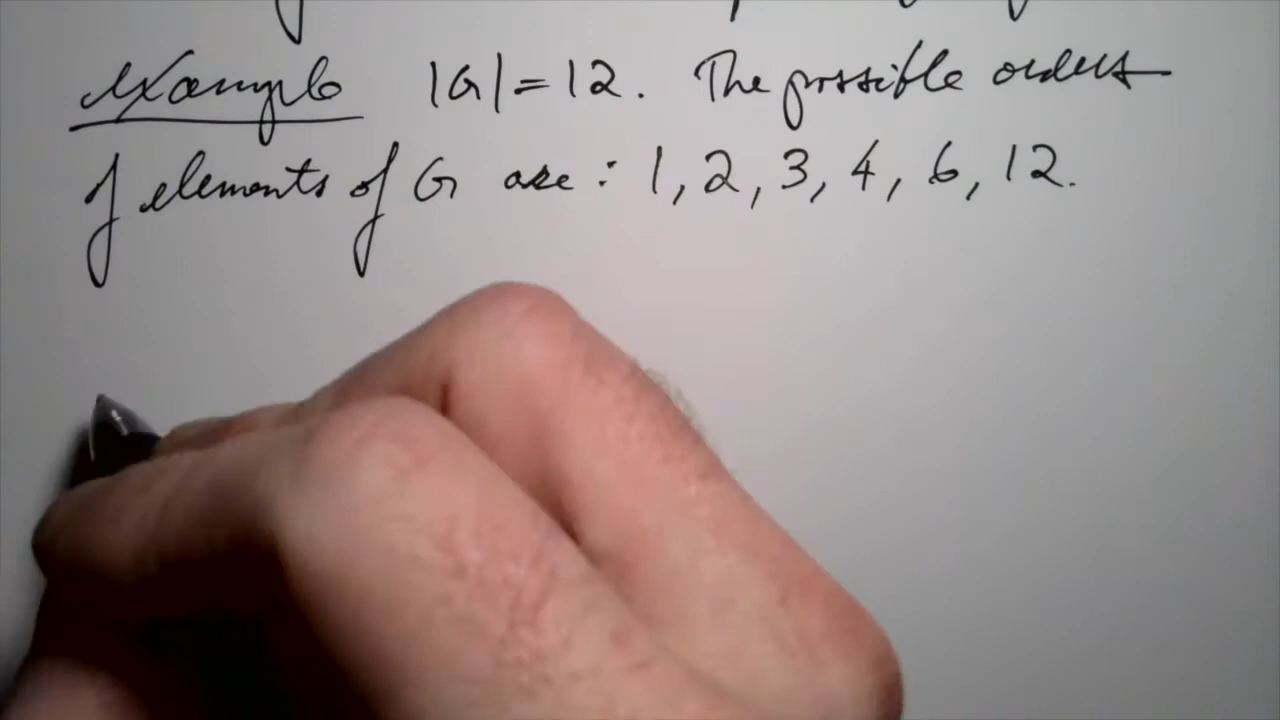 Example |G| = 12. The possible orders
of elements of G are : 1, 2, 3, 4, 6, 12.